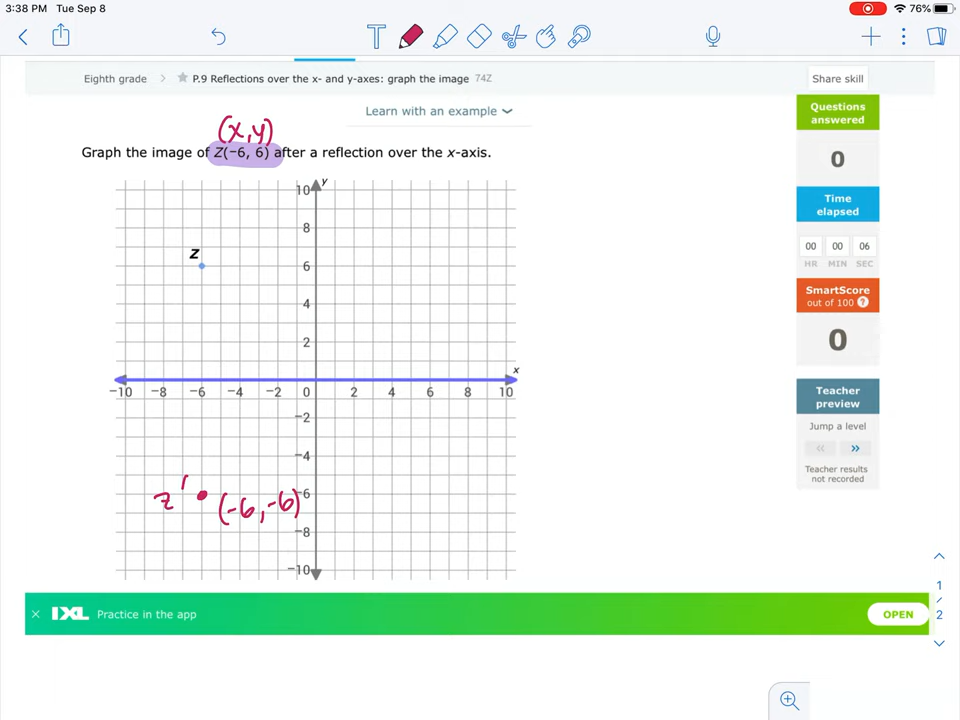 3:38 PM Tue Sep 8
76%
T
Eighth grade > P.9 Reflections over the x- and y-axes: graph the image 74Z
Share skill
Learn with an example
(x,y)
Graph the image of Z(−6, 6) after a reflection over the x-axis.
Questions answered
0
Time elapsed
00 00 06
HR MIN SEC
SmartScore
out of 100 ?
0
Teacher preview
Jump a level
<< >>
Teacher results
not recorded
y
10
8
6
4
2
Z
x
−10 −8 −6 −4 −2 0 2 4 6 8 10
−2
−4
−6
−8
−10
z' (-6,-6)
× IXL Practice in the app
OPEN
1
/
2